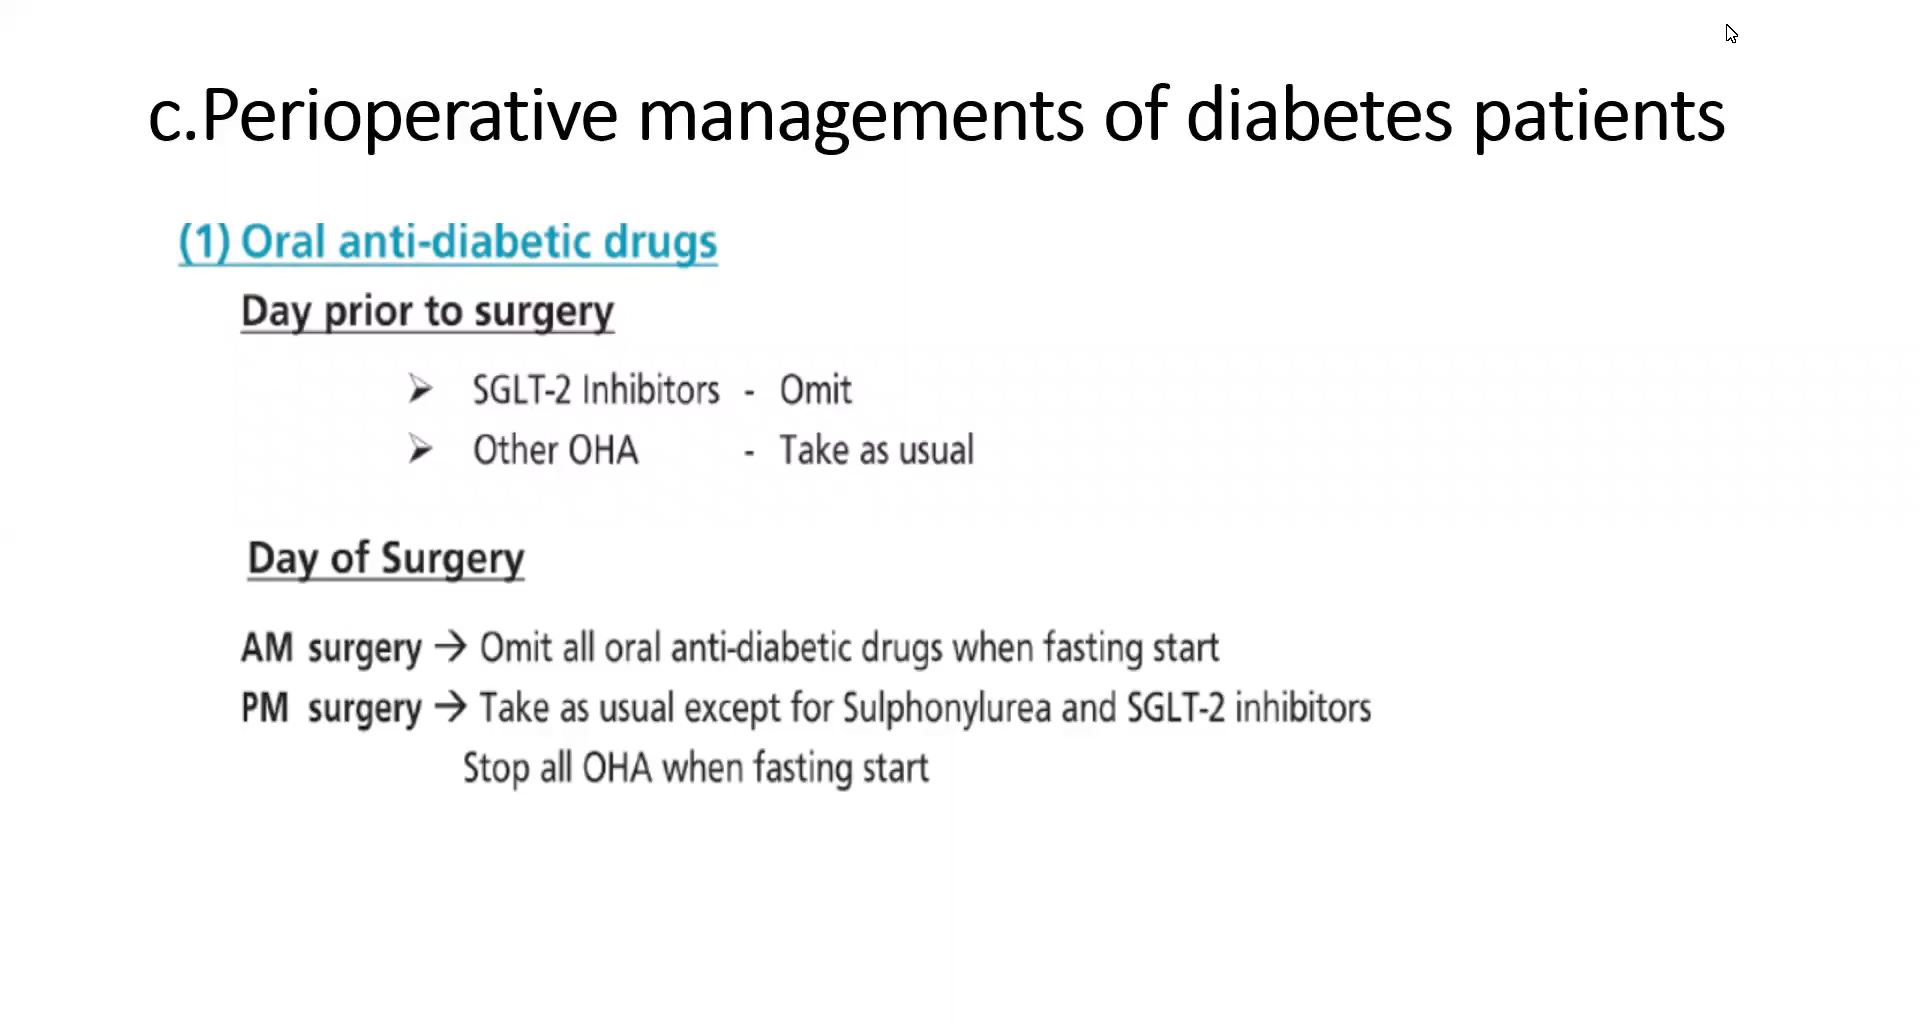 c.Perioperative managements of diabetes patients
(1) Oral anti-diabetic drugs
Day prior to surgery
➢ SGLT-2 Inhibitors - Omit
➢ Other OHA - Take as usual
Day of Surgery
AM surgery → Omit all oral anti-diabetic drugs when fasting start
PM surgery → Take as usual except for Sulphonylurea and SGLT-2 inhibitors
Stop all OHA when fasting start